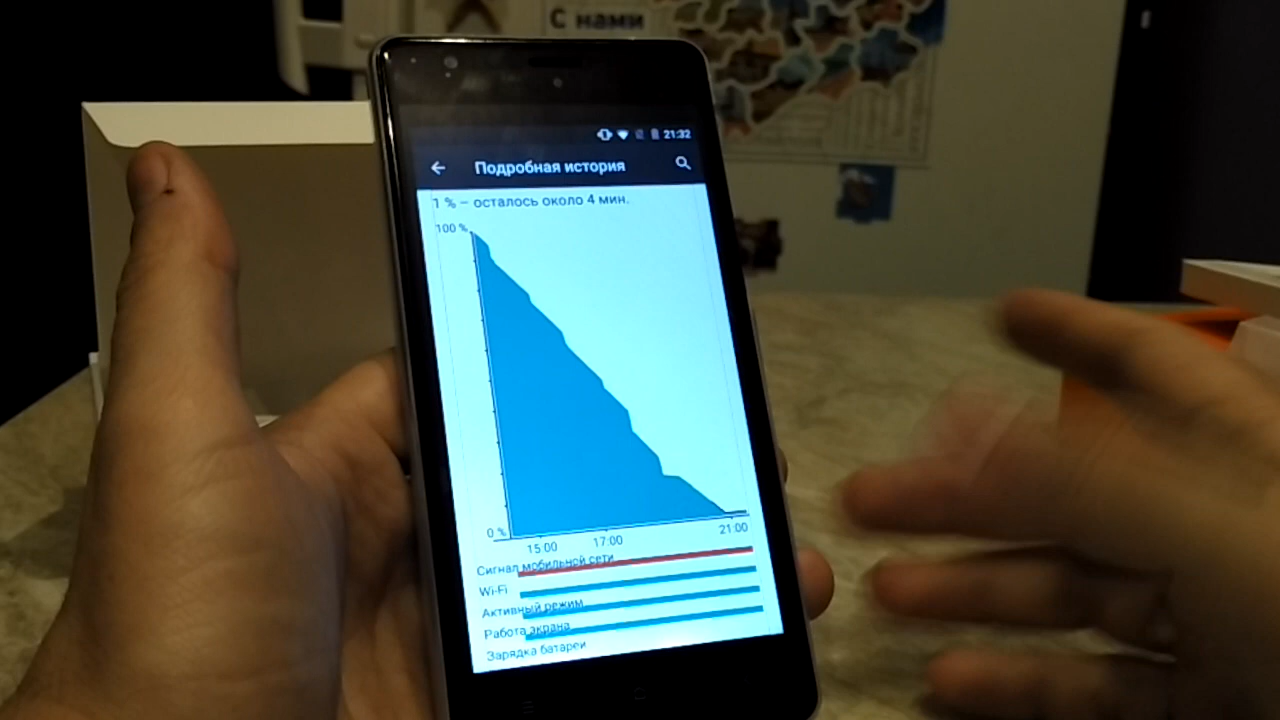 С нами
21:32
Подробная история
1 % – осталось около 4 мин.
100 %
0 %
15:00 17:00 21:00
Сигнал мобильной сети
Wi-Fi
Активный режим
Работа экрана
Зарядка батареи